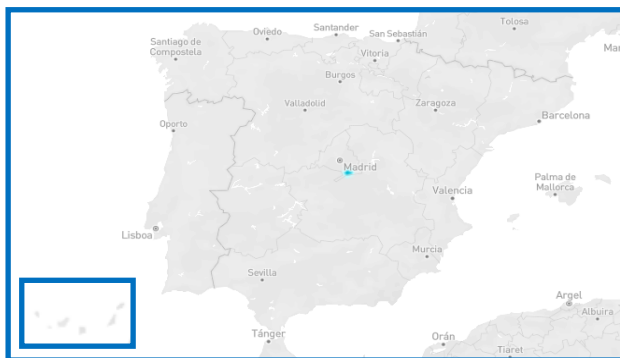 Tolosa
Santander
Oviedo
San Sebastián
Santiago de
Compostela
Mar
Vitoria
Burgos
Valladolid
Zaragoza
Barcelona
Oporto
Madrid
Palma de
Mallorca
Valencia
Lisboa
Murcia
Sevilla
Argel
Albuira
Tánger
Orán
Tiaret